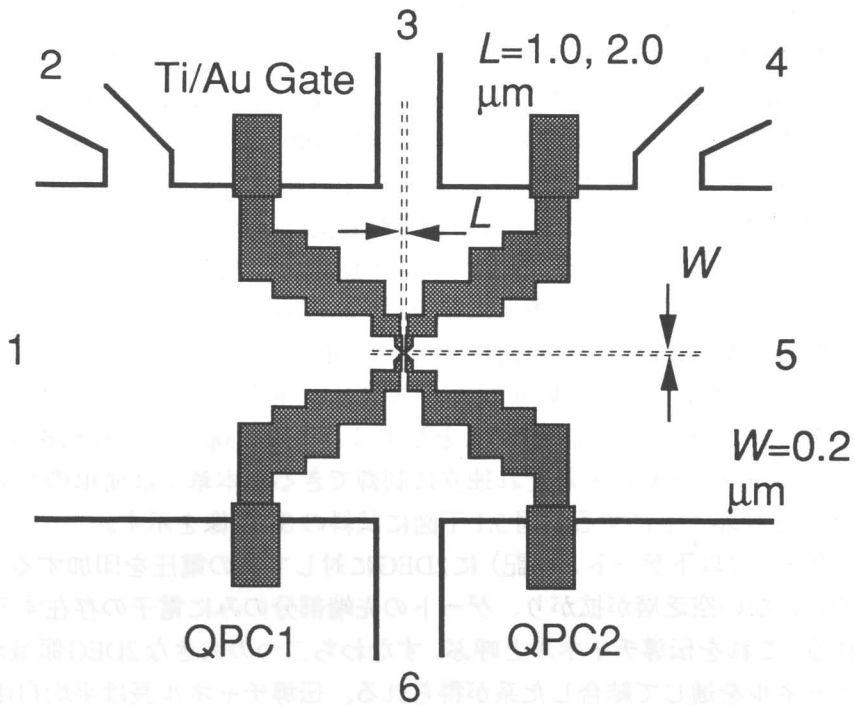 3
2
Ti/Au Gate
L=1.0, 2.0
μm
4
L
W
1
5
W=0.2
μm
QPC1
QPC2
6